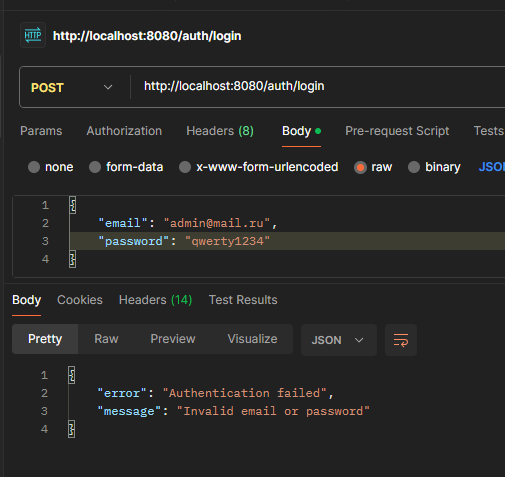 HTTP http://localhost:8080/auth/login
POST http://localhost:8080/auth/login
Params Authorization Headers (8) Body Pre-request Script Tests
none form-data x-www-form-urlencoded raw binary JSO
1 {
2 "email": "admin@mail.ru",
3 "password": "qwerty1234"
4 }
Body Cookies Headers (14) Test Results
Pretty Raw Preview Visualize JSON
1 {
2 "error": "Authentication failed",
3 "message": "Invalid email or password"
4 }